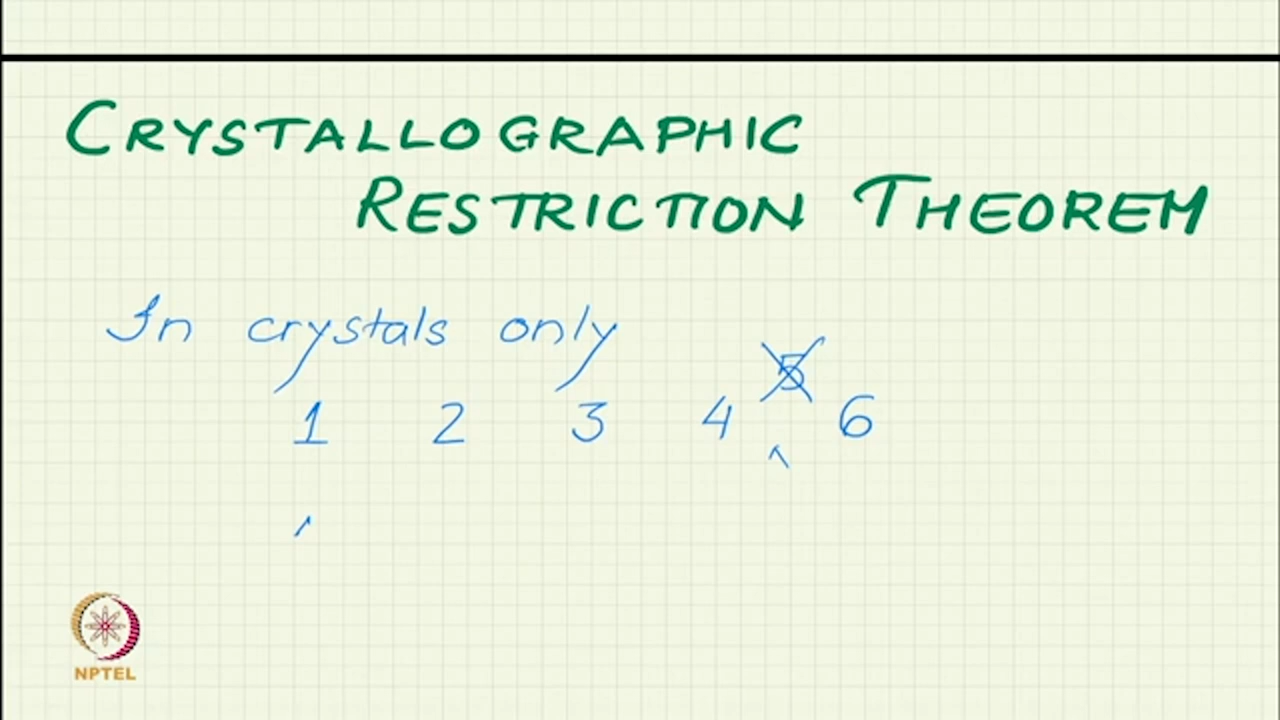 CRYSTALLOGRAPHIC
RESTRICTION THEOREM
In crystals only
5
1 2 3 4 6
NPTEL